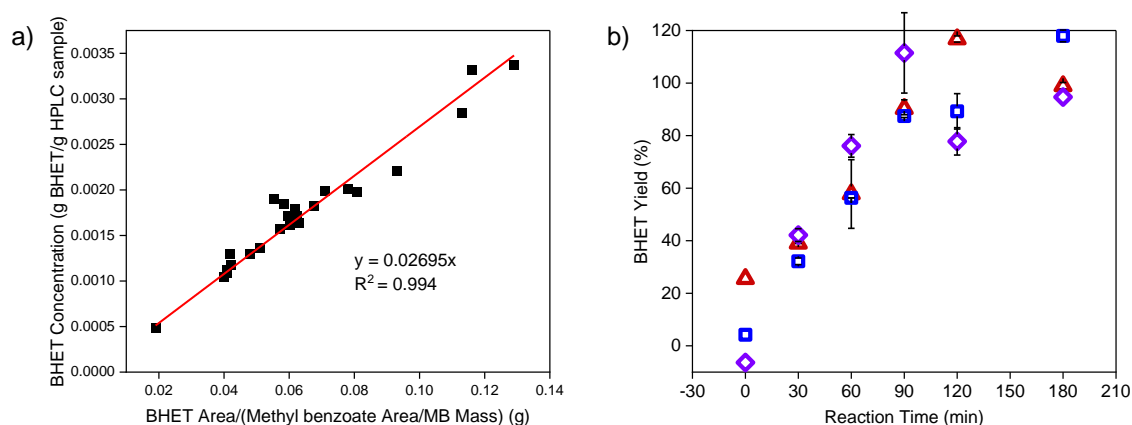 a)
BHET Concentration (g BHET/g HPLC sample)
0.0035
0.0030
0.0025
0.0020
0.0015
0.0010
0.0005
0.0000
y = 0.02695x
R² = 0.994
0.02 0.04 0.06 0.08 0.10 0.12 0.14
BHET Area/(Methyl benzoate Area/MB Mass) (g)
b)
BHET Yield (%)
120
100
80
60
40
20
0
-30 0 30 60 90 120 150 180 210
Reaction Time (min)